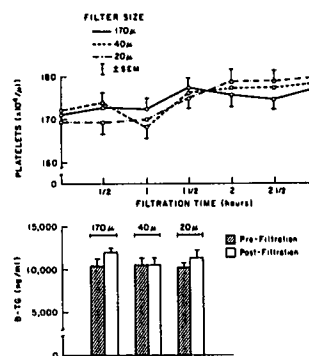 FILTER SIZE
170μ
40μ
20μ
±SEM
PLATELETS (x10⁶/μl)
180
170
160
0
1/2
1
1 1/2
2
2 1/2
FILTRATION TIME (hours)
170μ
40μ
20μ
Pre-Filtration
Post-Filtration
B-TG (ng/ml)
15,000
10,000
5,000
0